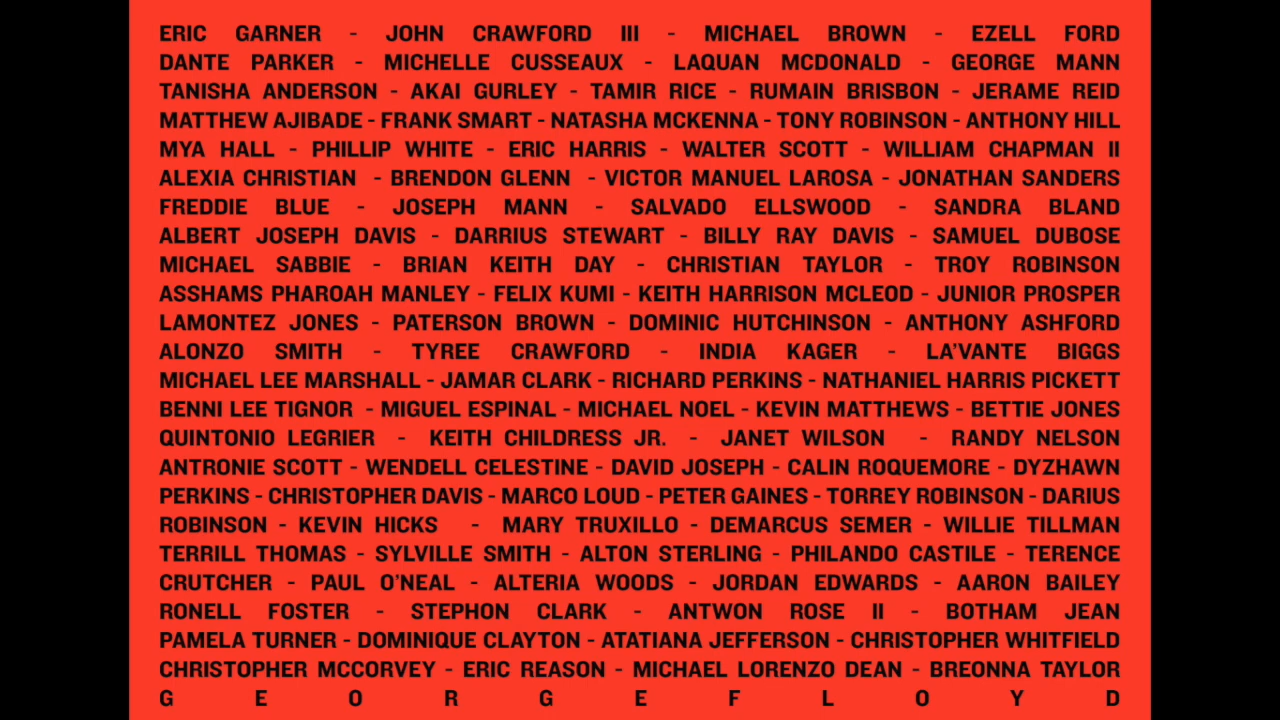 ERIC GARNER - JOHN CRAWFORD III - MICHAEL BROWN - EZELL FORD
DANTE PARKER - MICHELLE CUSSEAUX - LAQUAN MCDONALD - GEORGE MANN
TANISHA ANDERSON - AKAI GURLEY - TAMIR RICE - RUMAIN BRISBON - JERAME REID
MATTHEW AJIBADE - FRANK SMART - NATASHA MCKENNA - TONY ROBINSON - ANTHONY HILL
MYA HALL - PHILLIP WHITE - ERIC HARRIS - WALTER SCOTT - WILLIAM CHAPMAN II
ALEXIA CHRISTIAN - BRENDON GLENN - VICTOR MANUEL LAROSA - JONATHAN SANDERS
FREDDIE BLUE - JOSEPH MANN - SALVADO ELLSWOOD - SANDRA BLAND
ALBERT JOSEPH DAVIS - DARRIUS STEWART - BILLY RAY DAVIS - SAMUEL DUBOSE
MICHAEL SABBIE - BRIAN KEITH DAY - CHRISTIAN TAYLOR - TROY ROBINSON
ASSHAMS PHAROAH MANLEY - FELIX KUMI - KEITH HARRISON MCLEOD - JUNIOR PROSPER
LAMONTEZ JONES - PATERSON BROWN - DOMINIC HUTCHINSON - ANTHONY ASHFORD
ALONZO SMITH - TYREE CRAWFORD - INDIA KAGER - LA'VANTE BIGGS
MICHAEL LEE MARSHALL - JAMAR CLARK - RICHARD PERKINS - NATHANIEL HARRIS PICKETT
BENNI LEE TIGNOR - MIGUEL ESPINAL - MICHAEL NOEL - KEVIN MATTHEWS - BETTIE JONES
QUINTONIO LEGRIER - KEITH CHILDRESS JR. - JANET WILSON - RANDY NELSON
ANTRONIE SCOTT - WENDELL CELESTINE - DAVID JOSEPH - CALIN ROQUEMORE - DYZHAWN
PERKINS - CHRISTOPHER DAVIS - MARCO LOUD - PETER GAINES - TORREY ROBINSON - DARIUS
ROBINSON - KEVIN HICKS - MARY TRUXILLO - DEMARCUS SEMER - WILLIE TILLMAN
TERRILL THOMAS - SYLVILLE SMITH - ALTON STERLING - PHILANDO CASTILE - TERENCE
CRUTCHER - PAUL O'NEAL - ALTERIA WOODS - JORDAN EDWARDS - AARON BAILEY
RONELL FOSTER - STEPHON CLARK - ANTWON ROSE II - BOTHAM JEAN
PAMELA TURNER - DOMINIQUE CLAYTON - ATATIANA JEFFERSON - CHRISTOPHER WHITFIELD
CHRISTOPHER MCCORVEY - ERIC REASON - MICHAEL LORENZO DEAN - BREONNA TAYLOR
G E O R G E F L O Y D